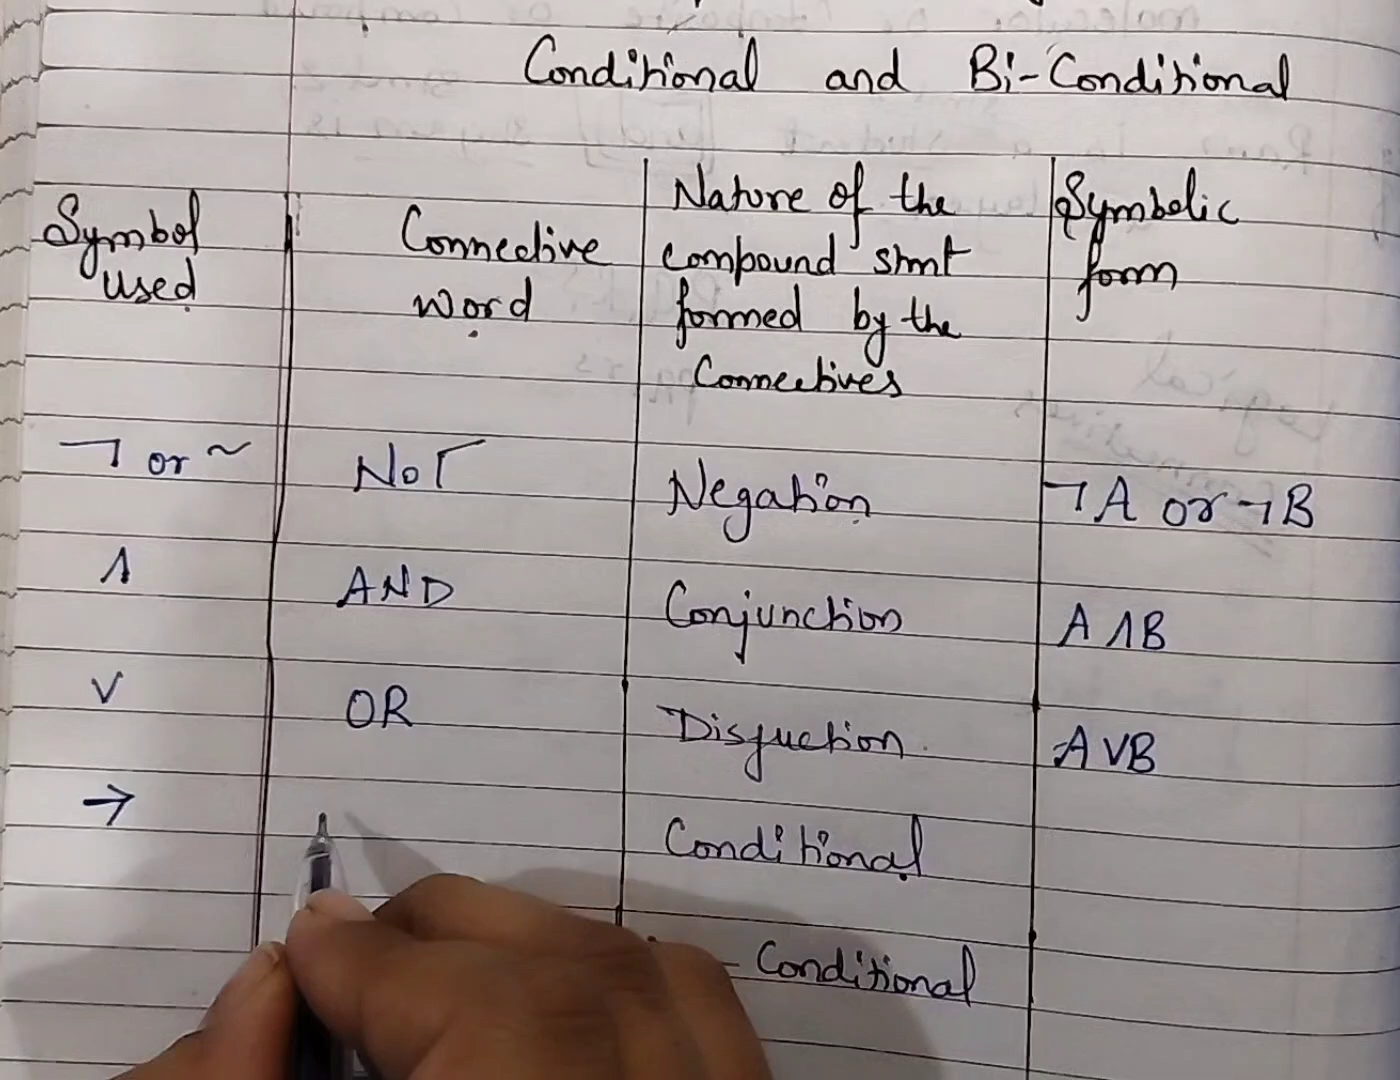 Conditional and Bi-Conditional
Symbol used
Connective word
Nature of the compound stmt formed by the Connectives
Symbolic form
¬ or ~ NOT Negation ¬A or ¬B
∧ AND Conjunction A∧B
∨ OR Disjuction A∨B
→ Conditional
- Conditional